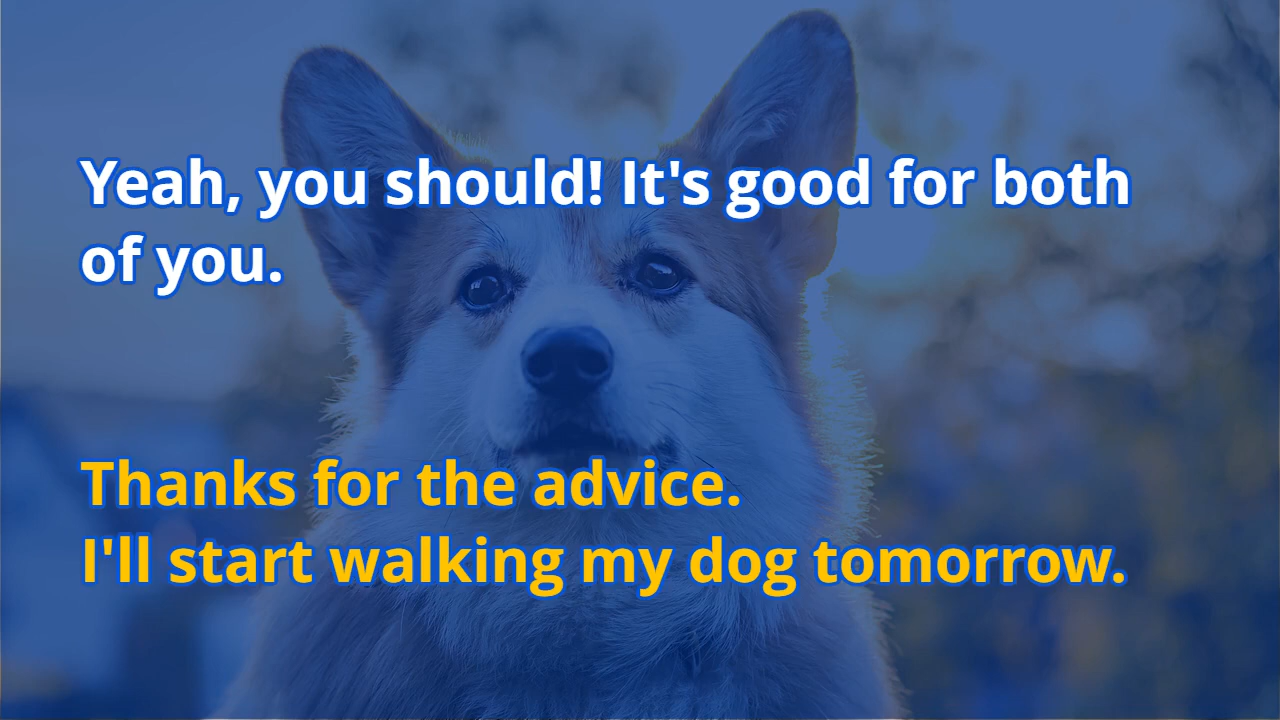 Yeah, you should! It's good for both
of you.
Thanks for the advice.
I'll start walking my dog tomorrow.